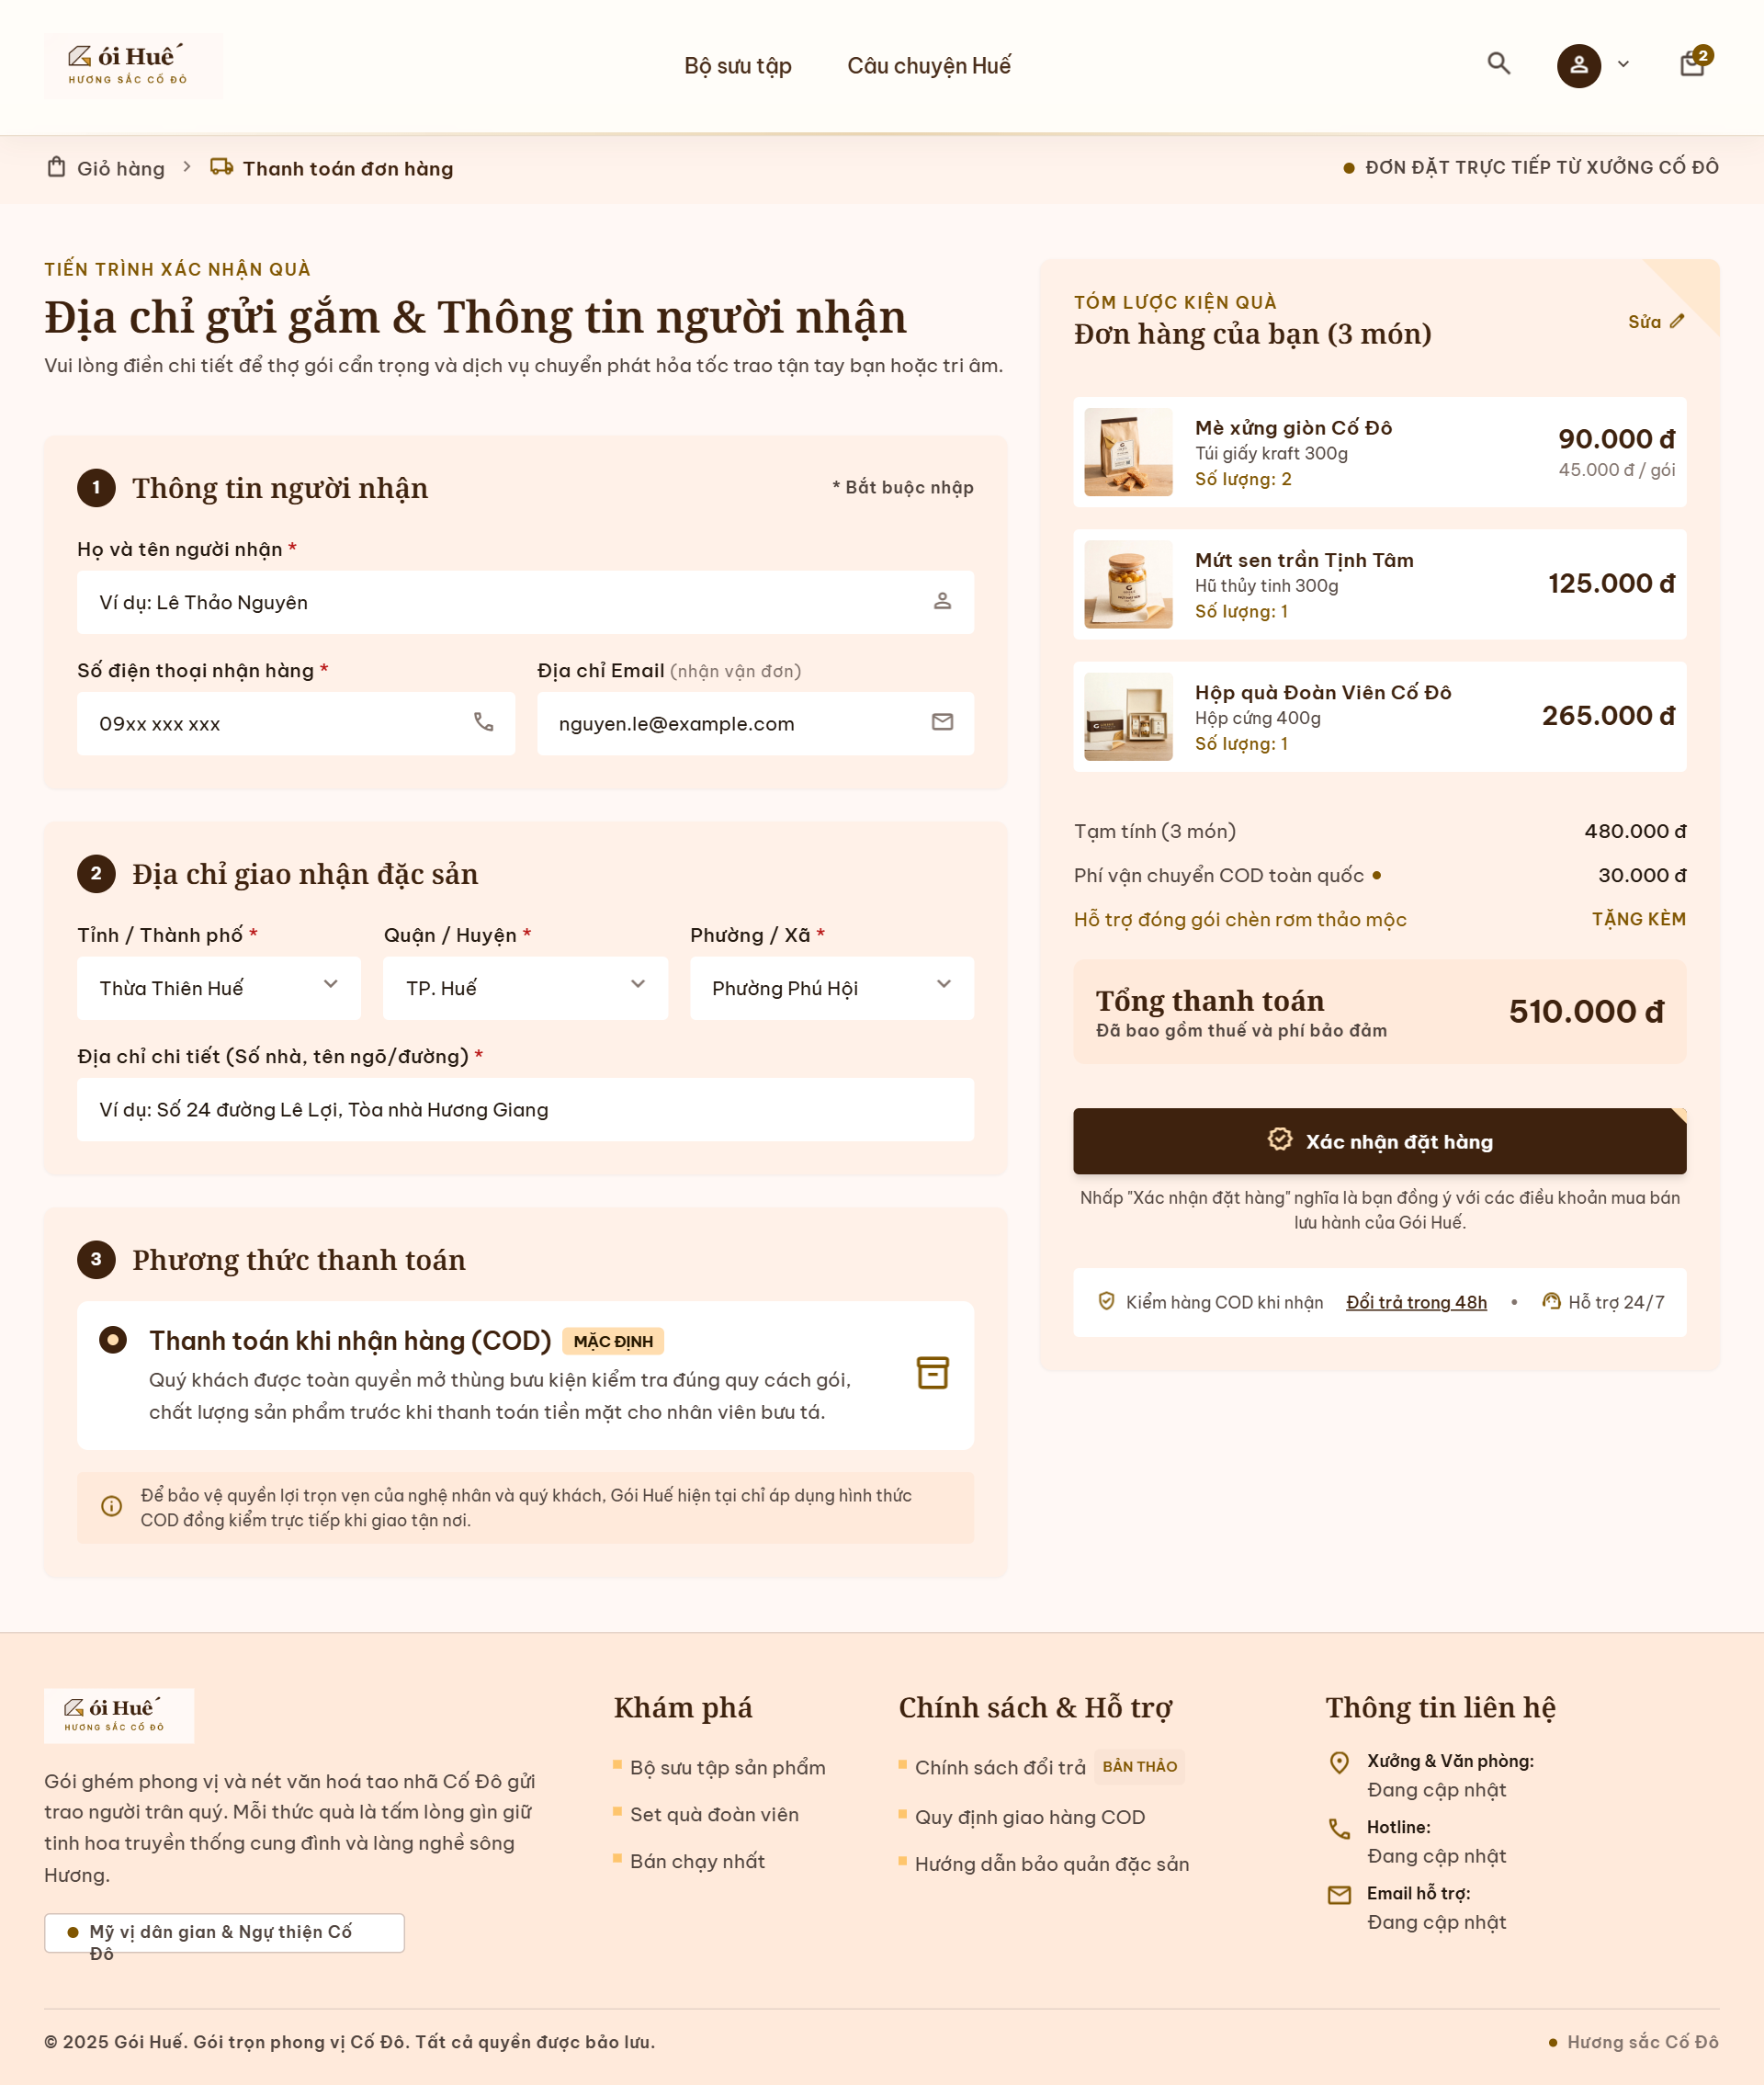 ói Huế
HƯƠNG SẮC CỐ ĐÔ
Bộ sưu tập
Câu chuyện Huế
2
Giỏ hàng
Thanh toán đơn hàng
ĐƠN ĐẶT TRỰC TIẾP TỪ XƯỞNG CỐ ĐÔ
TIẾN TRÌNH XÁC NHẬN QUÀ
Địa chỉ gửi gắm & Thông tin người nhận
Vui lòng điền chi tiết để thợ gói cẩn trọng và dịch vụ chuyển phát hỏa tốc trao tận tay bạn hoặc tri âm.
1
Thông tin người nhận
* Bắt buộc nhập
Họ và tên người nhận *
Ví dụ: Lê Thảo Nguyên
Số điện thoại nhận hàng *
Địa chỉ Email (nhận vận đơn)
09xx xxx xxx
nguyen.le@example.com
2
Địa chỉ giao nhận đặc sản
Tỉnh / Thành phố *
Quận / Huyện *
Phường / Xã *
Thừa Thiên Huế
TP. Huế
Phường Phú Hội
Địa chỉ chi tiết (Số nhà, tên ngõ/đường) *
Ví dụ: Số 24 đường Lê Lợi, Tòa nhà Hương Giang
3
Phương thức thanh toán
Thanh toán khi nhận hàng (COD)
MẶC ĐỊNH
Quý khách được toàn quyền mở thùng bưu kiện kiểm tra đúng quy cách gói,
chất lượng sản phẩm trước khi thanh toán tiền mặt cho nhân viên bưu tá.
Để bảo vệ quyền lợi trọn vẹn của nghệ nhân và quý khách, Gói Huế hiện tại chỉ áp dụng hình thức
COD đồng kiểm trực tiếp khi giao tận nơi.
TÓM LƯỢC KIỆN QUÀ
Đơn hàng của bạn (3 món)
Sửa
Mè xửng giòn Cố Đô
Túi giấy kraft 300g
Số lượng: 2
90.000 đ
45.000 đ / gói
Mứt sen trần Tịnh Tâm
Hũ thủy tinh 300g
Số lượng: 1
125.000 đ
Hộp quà Đoàn Viên Cố Đô
Hộp cứng 400g
Số lượng: 1
265.000 đ
Tạm tính (3 món)
480.000 đ
Phí vận chuyển COD toàn quốc
30.000 đ
Hỗ trợ đóng gói chèn rơm thảo mộc
TẶNG KÈM
Tổng thanh toán
Đã bao gồm thuế và phí bảo đảm
510.000 đ
Xác nhận đặt hàng
Nhấp "Xác nhận đặt hàng" nghĩa là bạn đồng ý với các điều khoản mua bán
lưu hành của Gói Huế.
Kiểm hàng COD khi nhận
Đổi trả trong 48h
•
Hỗ trợ 24/7
ói Huế
HƯƠNG SẮC CỐ ĐÔ
Gói ghém phong vị và nét văn hoá tao nhã Cố Đô gửi
trao người trân quý. Mỗi thức quà là tấm lòng gìn giữ
tinh hoa truyền thống cung đình và làng nghề sông
Hương.
Mỹ vị dân gian & Ngự thiện Cố
Đô
Khám phá
Bộ sưu tập sản phẩm
Set quà đoàn viên
Bán chạy nhất
Chính sách & Hỗ trợ
Chính sách đổi trả
BẢN THẢO
Quy định giao hàng COD
Hướng dẫn bảo quản đặc sản
Thông tin liên hệ
Xưởng & Văn phòng:
Đang cập nhật
Hotline:
Đang cập nhật
Email hỗ trợ:
Đang cập nhật
© 2025 Gói Huế. Gói trọn phong vị Cố Đô. Tất cả quyền được bảo lưu.
Hương sắc Cố Đô